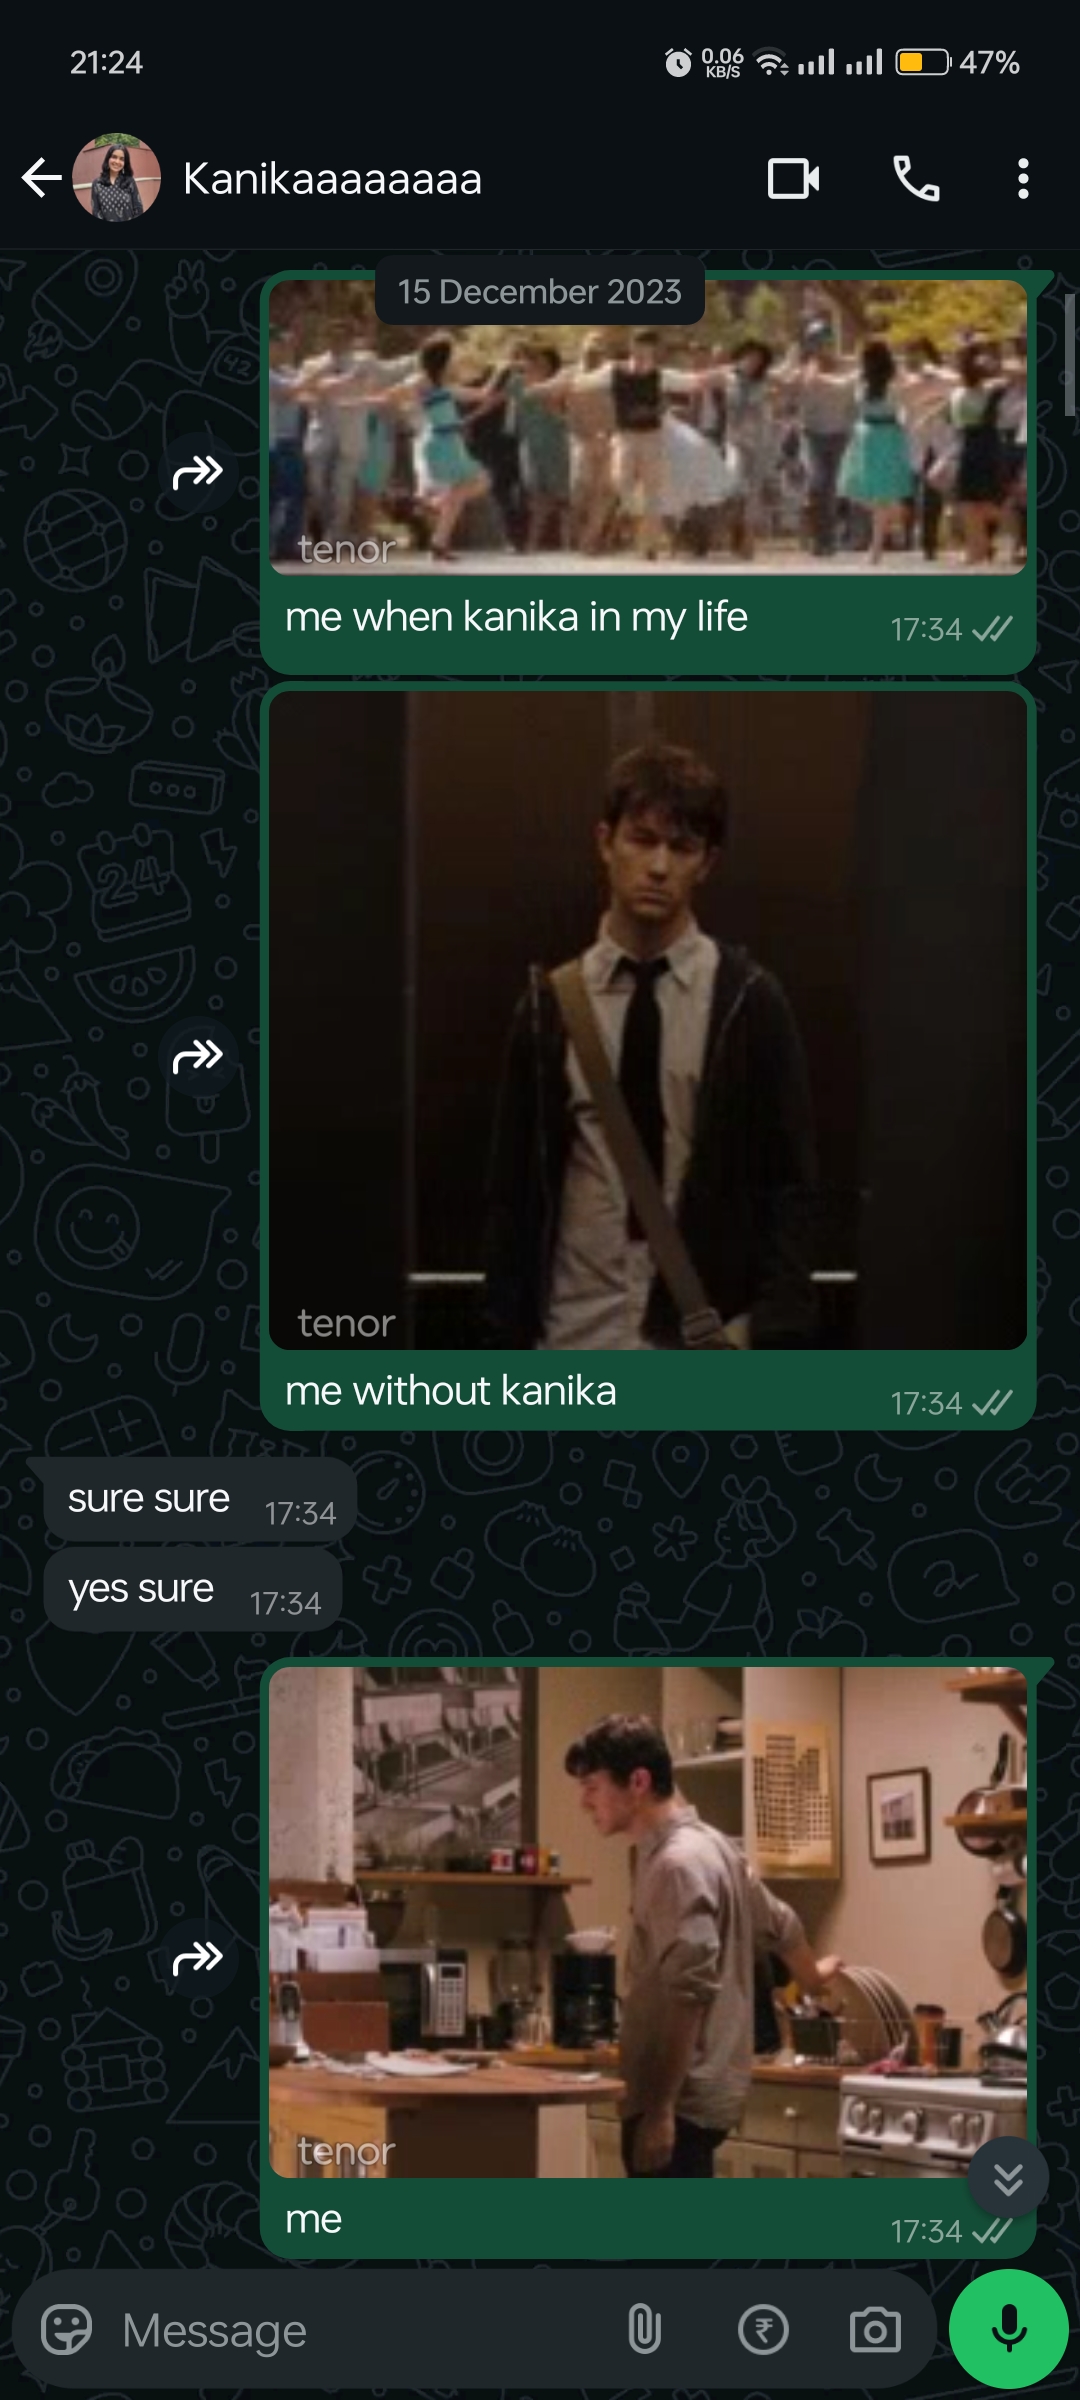 21:24
0.06
KB/S
47%
Kanikaaaaaaaa
15 December 2023
tenor
me when kanika in my life
17:34
tenor
me without kanika
17:34
sure sure 17:34
yes sure 17:34
tenor
me
17:34
Message